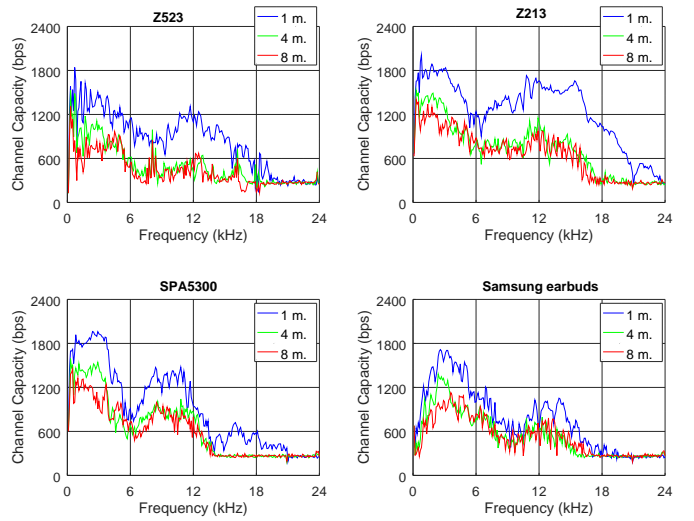 Z523
Channel Capacity (bps)
2400
1800
1200
600
0
0 6 12 18 24
Frequency (kHz)
1 m.
4 m.
8 m.
Z213
Channel Capacity (bps)
2400
1800
1200
600
0
0 6 12 18 24
Frequency (kHz)
1 m.
4 m.
8 m.
SPA5300
Channel Capacity (bps)
2400
1800
1200
600
0
0 6 12 18 24
Frequency (kHz)
1 m.
4 m.
8 m.
Samsung earbuds
Channel Capacity (bps)
2400
1800
1200
600
0
0 6 12 18 24
Frequency (kHz)
1 m.
4 m.
8 m.